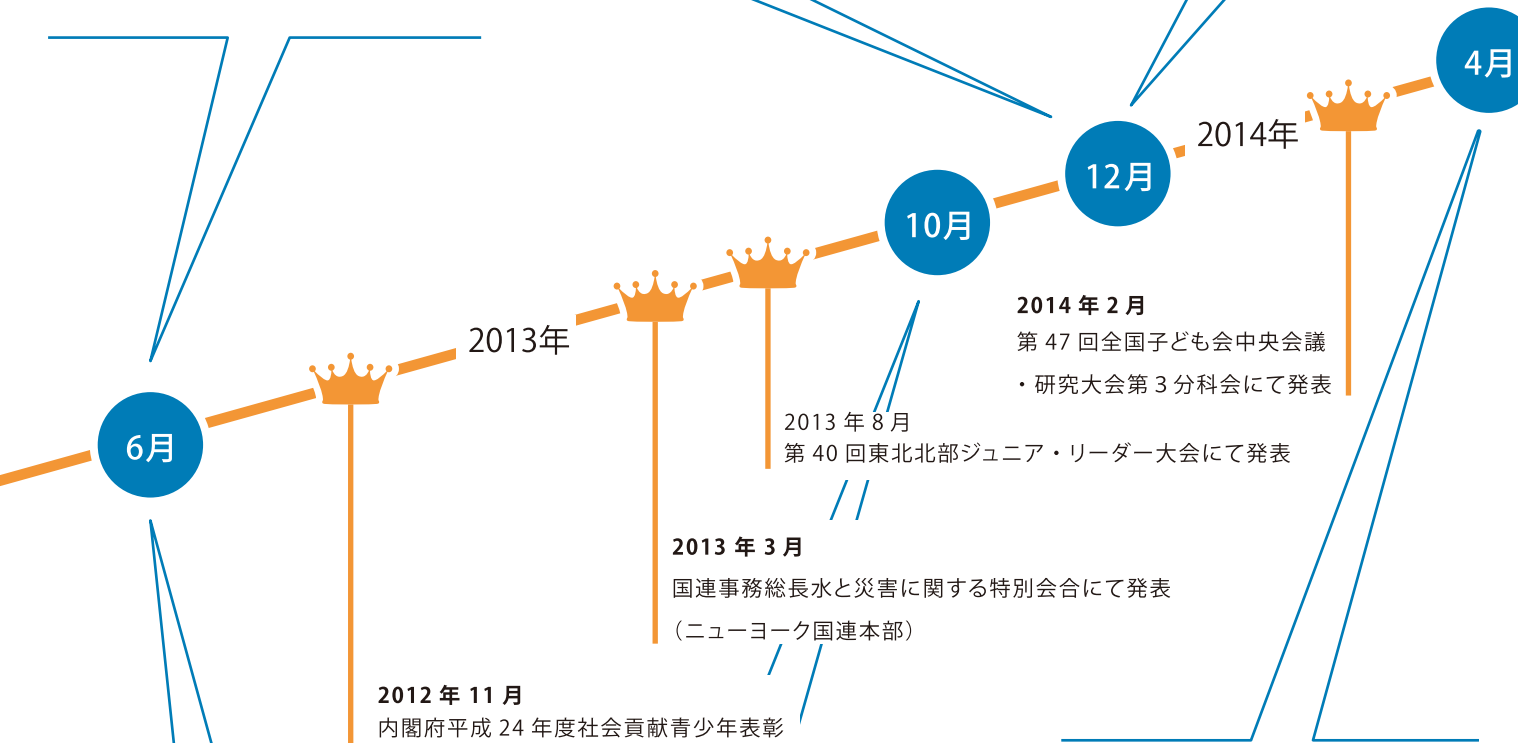 4月
2014年
12月
10月
2014 年 2 月
第 47 回全国子ども会中央会議
・研究大会第 3 分科会にて発表
2013年
2013 年 8 月
第 40 回東北北部ジュニア・リーダー大会にて発表
6月
2013 年 3 月
国連事務総長水と災害に関する特別会合にて発表
（ニューヨーク国連本部）
2012 年 11 月
内閣府平成 24 年度社会貢献青少年表彰